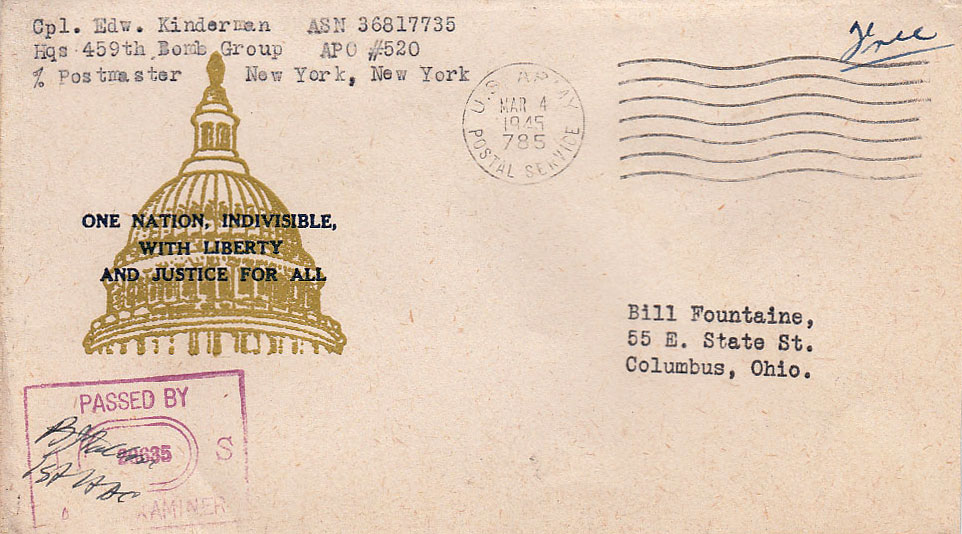 Cpl. Edw. Kinderman ASN 36817735
Hqs 459th Bomb Group APO #520
% Postmaster New York, New York
Free
U.S. ARMY
MAR 4
1945
785
POSTAL SERVICE
ONE NATION, INDIVISIBLE,
WITH LIBERTY
AND JUSTICE FOR ALL
Bill Fountaine,
55 E. State St.
Columbus, Ohio.
PASSED BY
S
EXAMINER